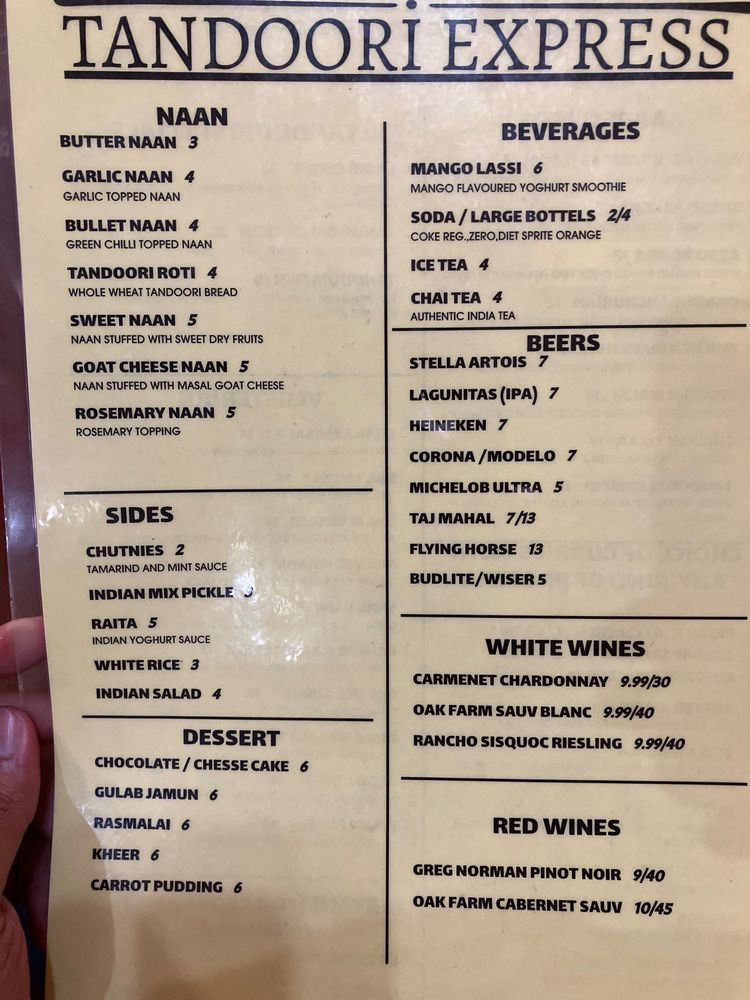 TANDOORI EXPRESS
NAAN
BUTTER NAAN 3
GARLIC NAAN 4
GARLIC TOPPED NAAN
BULLET NAAN 4
GREEN CHILLI TOPPED NAAN
TANDOORI ROTI 4
WHOLE WHEAT TANDOORI BREAD
SWEET NAAN 5
NAAN STUFFED WITH SWEET DRY FRUITS
GOAT CHEESE NAAN 5
NAAN STUFFED WITH MASAL GOAT CHEESE
ROSEMARY NAAN 5
ROSEMARY TOPPING
SIDES
CHUTNIES 2
TAMARIND AND MINT SAUCE
INDIAN MIX PICKLE
RAITA 5
INDIAN YOGHURT SAUCE
WHITE RICE 3
INDIAN SALAD 4
DESSERT
CHOCOLATE / CHESSE CAKE 6
GULAB JAMUN 6
RASMALAI 6
KHEER 6
CARROT PUDDING 6
BEVERAGES
MANGO LASSI 6
MANGO FLAVOURED YOGHURT SMOOTHIE
SODA / LARGE BOTTELS 2/4
COKE REG.,ZERO,DIET SPRITE ORANGE
ICE TEA 4
CHAI TEA 4
AUTHENTIC INDIA TEA
BEERS
STELLA ARTOIS 7
LAGUNITAS (IPA) 7
HEINEKEN 7
CORONA /MODELO 7
MICHELOB ULTRA 5
TAJ MAHAL 7/13
FLYING HORSE 13
BUDLITE/WISER 5
WHITE WINES
CARMENET CHARDONNAY 9.99/30
OAK FARM SAUV BLANC 9.99/40
RANCHO SISQUOC RIESLING 9.99/40
RED WINES
GREG NORMAN PINOT NOIR 9/40
OAK FARM CABERNET SAUV 10/45